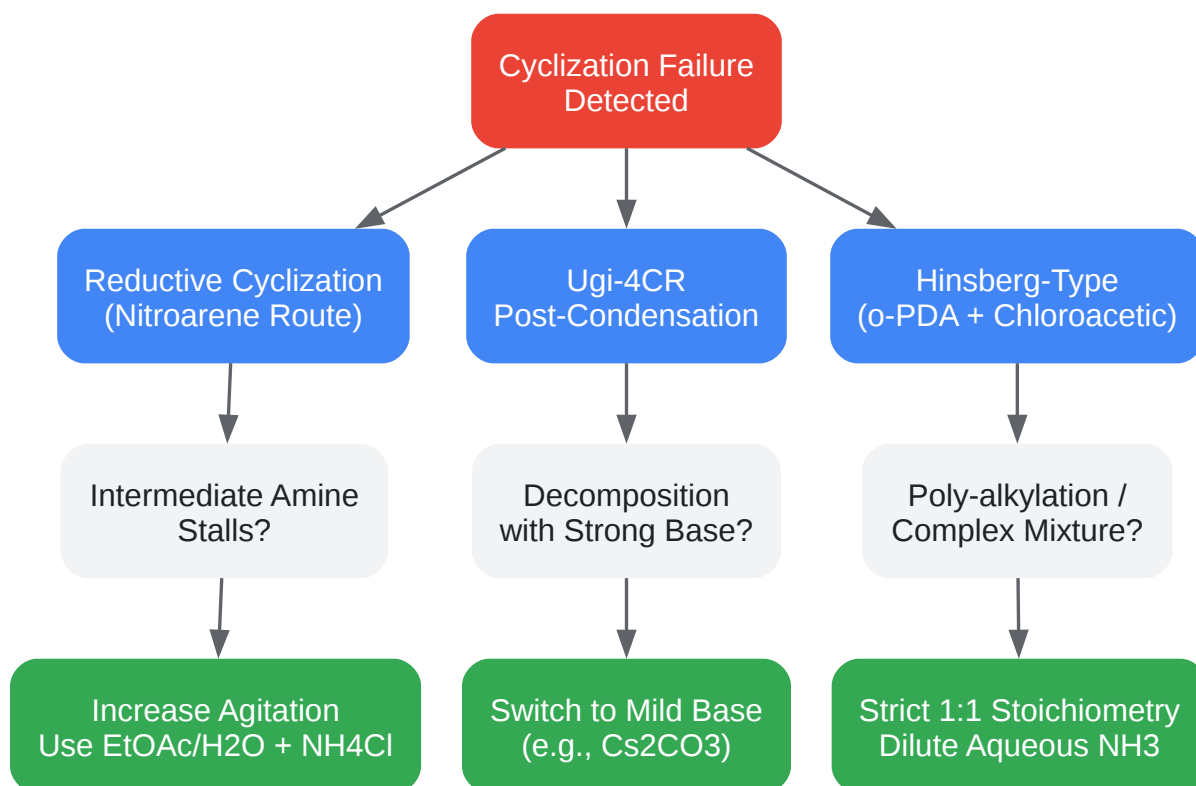 Cyclization Failure
Detected
Reductive Cyclization
(Nitroarene Route)
Ugi-4CR
Post-Condensation
Hinsberg-Type
(o-PDA + Chloroacetic)
Intermediate Amine
Stalls?
Decomposition
with Strong Base?
Poly-alkylation /
Complex Mixture?
Increase Agitation
Use EtOAc/H2O + NH4Cl
Switch to Mild Base
(e.g., Cs2CO3)
Strict 1:1 Stoichiometry
Dilute Aqueous NH3